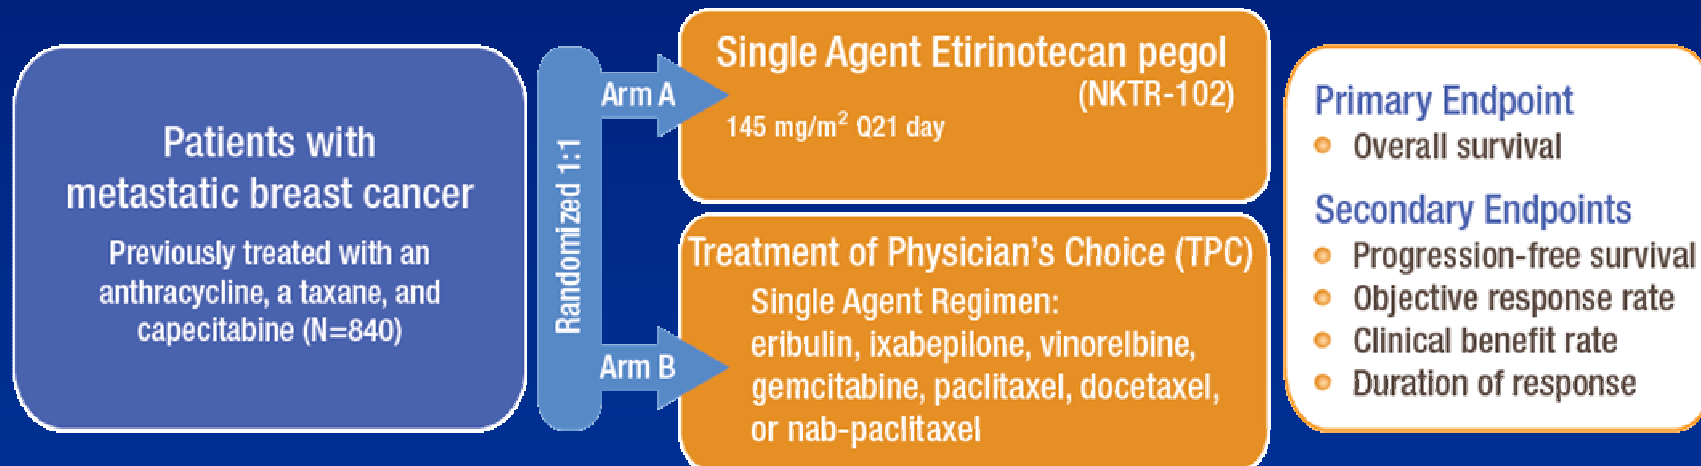 Patients with
metastatic breast cancer
Previously treated with an
anthracycline, a taxane, and
capecitabine (N=840)
Randomized 1:1
Arm A
Single Agent Etirinotecan pegol
(NKTR-102)
145 mg/m² Q21 day
Arm B
Treatment of Physician's Choice (TPC)
Single Agent Regimen:
eribulin, ixabepilone, vinorelbine,
gemcitabine, paclitaxel, docetaxel,
or nab-paclitaxel
Primary Endpoint
Overall survival
Secondary Endpoints
Progression-free survival
Objective response rate
Clinical benefit rate
Duration of response